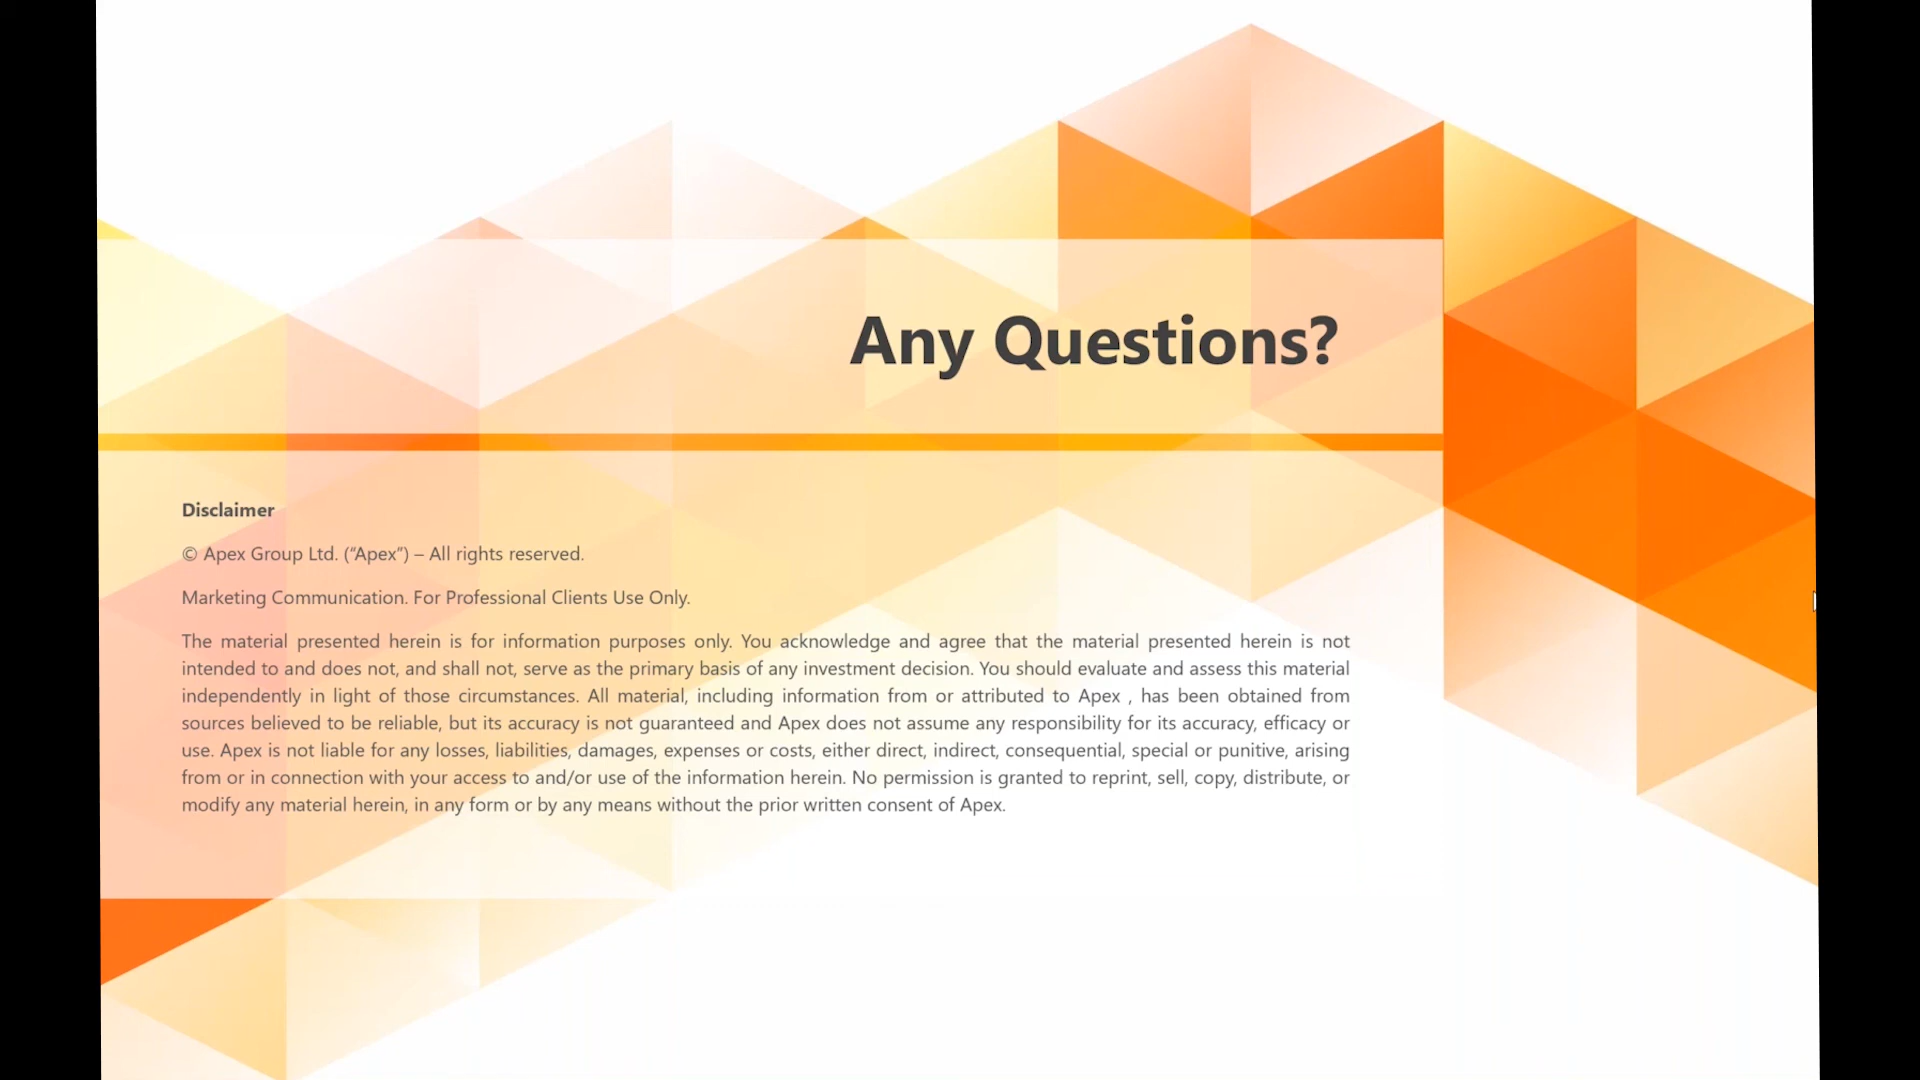 Any Questions?
Disclaimer
© Apex Group Ltd. (“Apex”) – All rights reserved.
Marketing Communication. For Professional Clients Use Only.
The material presented herein is for information purposes only. You acknowledge and agree that the material presented herein is not
intended to and does not, and shall not, serve as the primary basis of any investment decision. You should evaluate and assess this material
independently in light of those circumstances. All material, including information from or attributed to Apex , has been obtained from
sources believed to be reliable, but its accuracy is not guaranteed and Apex does not assume any responsibility for its accuracy, efficacy or
use. Apex is not liable for any losses, liabilities, damages, expenses or costs, either direct, indirect, consequential, special or punitive, arising
from or in connection with your access to and/or use of the information herein. No permission is granted to reprint, sell, copy, distribute, or
modify any material herein, in any form or by any means without the prior written consent of Apex.